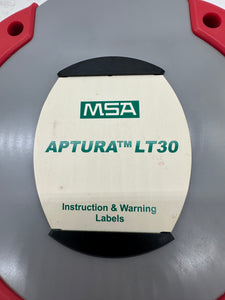 MSA
APTURA™ LT30
Instruction & Warning
Labels